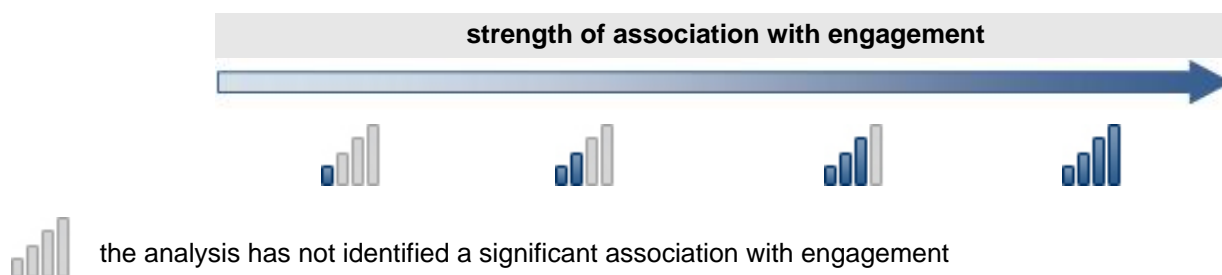 strength of association with engagement
the analysis has not identified a significant association with engagement